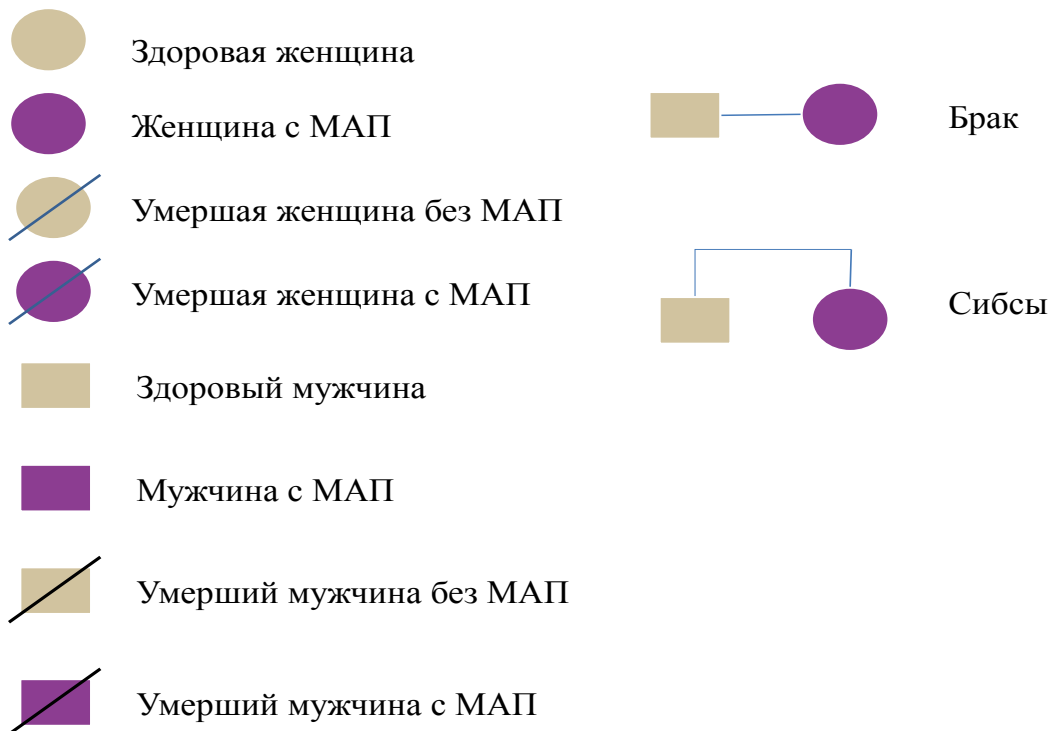 Здоровая женщина
Женщина с МАП
Умершая женщина без МАП
Умершая женщина с МАП
Здоровый мужчина
Мужчина с МАП
Умерший мужчина без МАП
Умерший мужчина с МАП
Брак
Сибсы